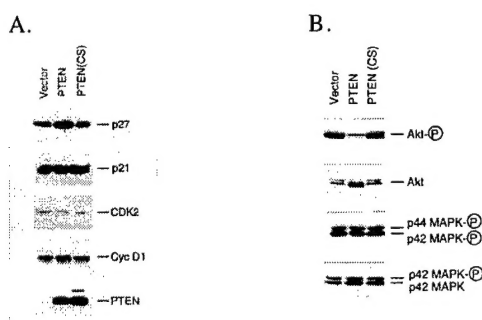 A.
Vector
PTEN
PTEN(CS)
p27
p21
CDK2
Cyc D1
PTEN
B.
Vector
PTEN
PTEN (CS)
Akt-Ⓟ
Akt
p44 MAPK-Ⓟ
p42 MAPK-Ⓟ
p42 MAPK-Ⓟ
p42 MAPK